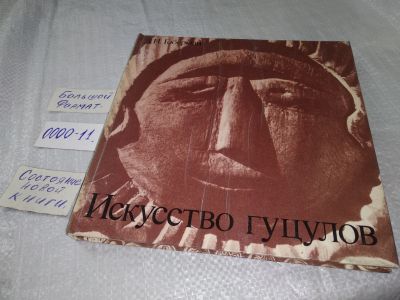 Большой
формат
0000-11
Состояние
новой
книги
Искусство гуцулов